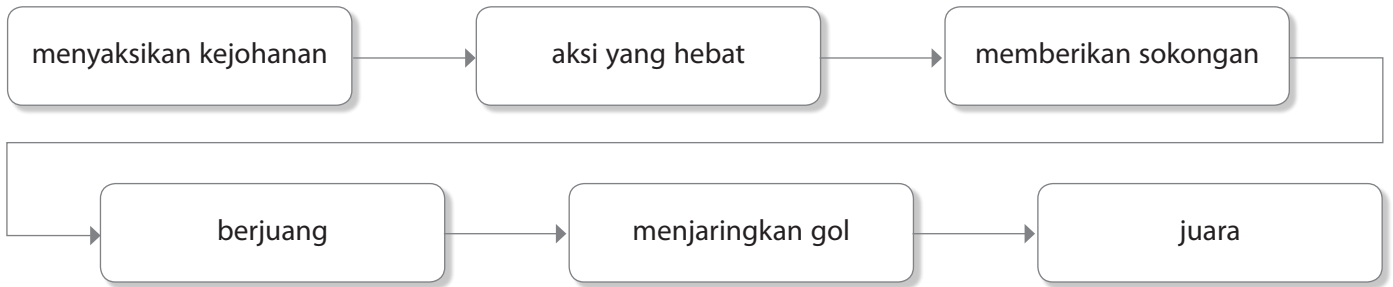 menyaksikan kejohanan
aksi yang hebat
memberikan sokongan
berjuang
menjaringkan gol
juara